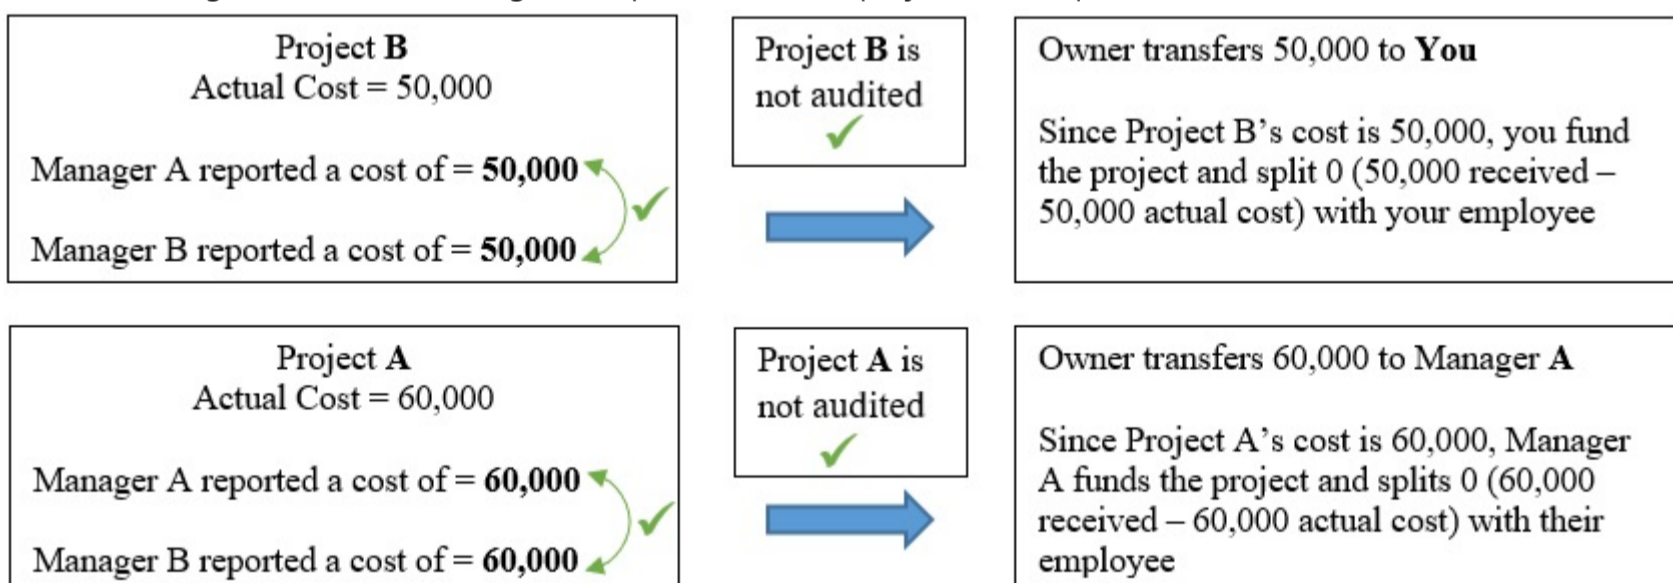 Project B
Actual Cost = 50,000
Manager A reported a cost of = 50,000
Manager B reported a cost of = 50,000
Project B is
not audited
Owner transfers 50,000 to You
Since Project B’s cost is 50,000, you fund
the project and split 0 (50,000 received –
50,000 actual cost) with your employee
Project A
Actual Cost = 60,000
Manager A reported a cost of = 60,000
Manager B reported a cost of = 60,000
Project A is
not audited
Owner transfers 60,000 to Manager A
Since Project A’s cost is 60,000, Manager
A funds the project and splits 0 (60,000
received – 60,000 actual cost) with their
employee